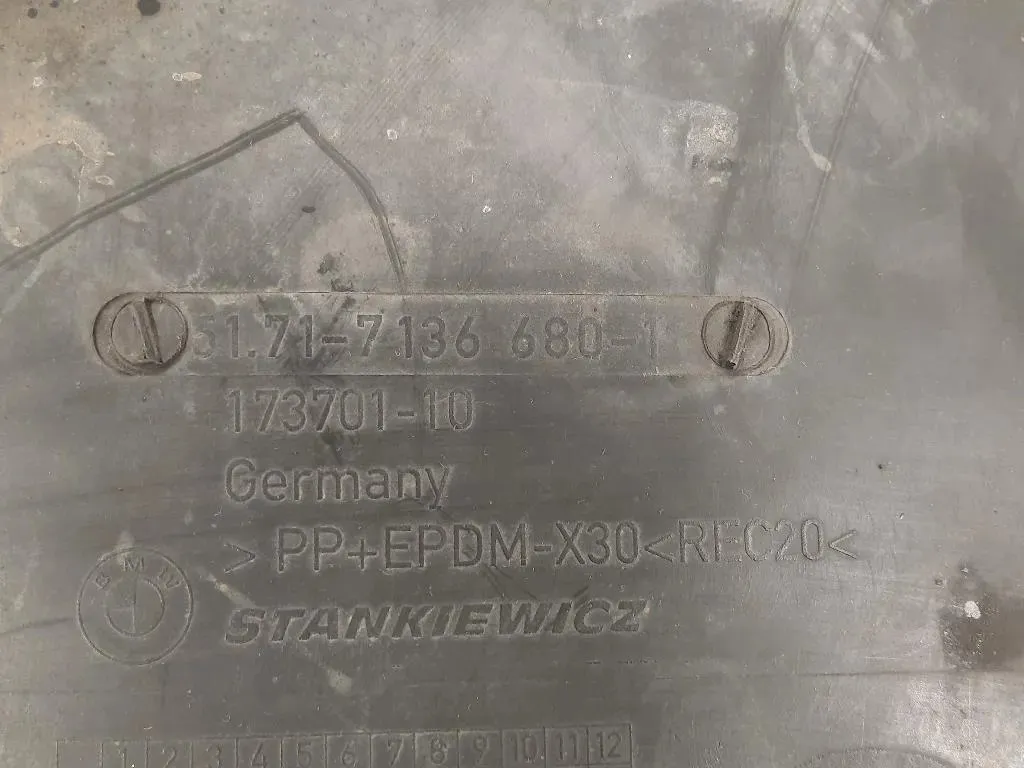 51.71-7136 680-1
173701-10
Germany
>PP+EPDM-X30<REC20<
BMW
STANKIEWICZ
1 2 3 4 5 6 7 8 9 10 11 12